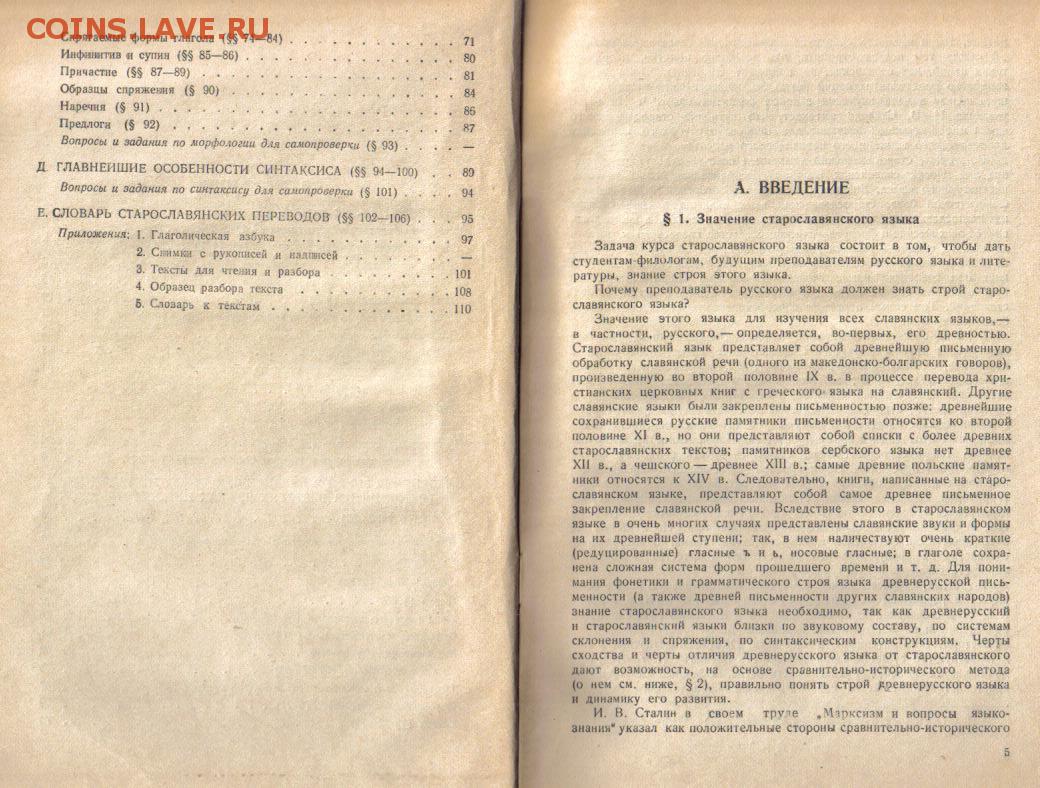 COINS.LAVE.RU
Спрягаемые формы глагола (§§ 74—84) . . . . . . . . . . . 71
Инфинитив и супин (§§ 85—86) . . . . . . . . . . . . . . 80
Причастие (§§ 87—89) . . . . . . . . . . . . . . . . . . 81
Образцы спряжения (§ 90) . . . . . . . . . . . . . . . . 84
Наречия (§ 91) . . . . . . . . . . . . . . . . . . . . . 86
Предлоги (§ 92) . . . . . . . . . . . . . . . . . . . . 87
Вопросы и задания по морфологии для самопроверки (§ 93) . . . . —
Д. ГЛАВНЕЙШИЕ ОСОБЕННОСТИ СИНТАКСИСА (§§ 94—100) . . 89
Вопросы и задания по синтаксису для самопроверки (§ 101) . . . . 94
Е. СЛОВАРЬ СТАРОСЛАВЯНСКИХ ПЕРЕВОДОВ (§§ 102—106) . . . 95
Приложения: 1. Глаголическая азбука . . . . . . . . . . . . 97
2. Снимки с рукописей и надписей . . . . . . . . —
3. Тексты для чтения и разбора . . . . . . . . . 101
4. Образец разбора текста . . . . . . . . . . . 108
5. Словарь к текстам . . . . . . . . . . . . . 110
А. ВВЕДЕНИЕ
§ 1. Значение старославянского языка
Задача курса старославянского языка состоит в том, чтобы дать
студентам-филологам, будущим преподавателям русского языка и лите-
ратуры, знание строя этого языка.
Почему преподаватель русского языка должен знать строй старо-
славянского языка?
Значение этого языка для изучения всех славянских языков,—
в частности, русского,— определяется, во-первых, его древностью.
Старославянский язык представляет собой древнейшую письменную
обработку славянской речи (одного из македонско-болгарских говоров),
произведенную во второй половине IX в. в процессе перевода хри-
стианских церковных книг с греческого языка на славянский. Другие
славянские языки были закреплены письменностью позже: древнейшие
сохранившиеся русские памятники письменности относятся ко второй
половине XI в., но они представляют собой списки с более древних
старославянских текстов; памятников сербского языка нет древнее
XII в., а чешского — древнее XIII в.; самые древние польские памят-
ники относятся к XIV в. Следовательно, книги, написанные на старо-
славянском языке, представляют собой самое древнее письменное
закрепление славянской речи. Вследствие этого в старославянском
языке в очень многих случаях представлены славянские звуки и формы
на их древнейшей ступени; так, в нем наличествуют очень краткие
(редуцированные) гласные ъ и ь, носовые гласные; в глаголе сохра-
нена сложная система форм прошедшего времени и т. д. Для пони-
мания фонетики и грамматического строя языка древнерусской пись-
менности (а также древней письменности других славянских народов)
знание старославянского языка необходимо, так как древнерусский
и старославянский языки близки по звуковому составу, по системам
склонения и спряжения, по синтаксическим конструкциям. Черты
сходства и черты отличия древнерусского языка от старославянского
дают возможность, на основе сравнительно-исторического метода
(о нем см. ниже, § 2), правильно понять строй древнерусского языка
и динамику его развития.
И. В. Сталин в своем труде „Марксизм и вопросы языко-
знания“ указал как положительные стороны сравнительно-исторического
5